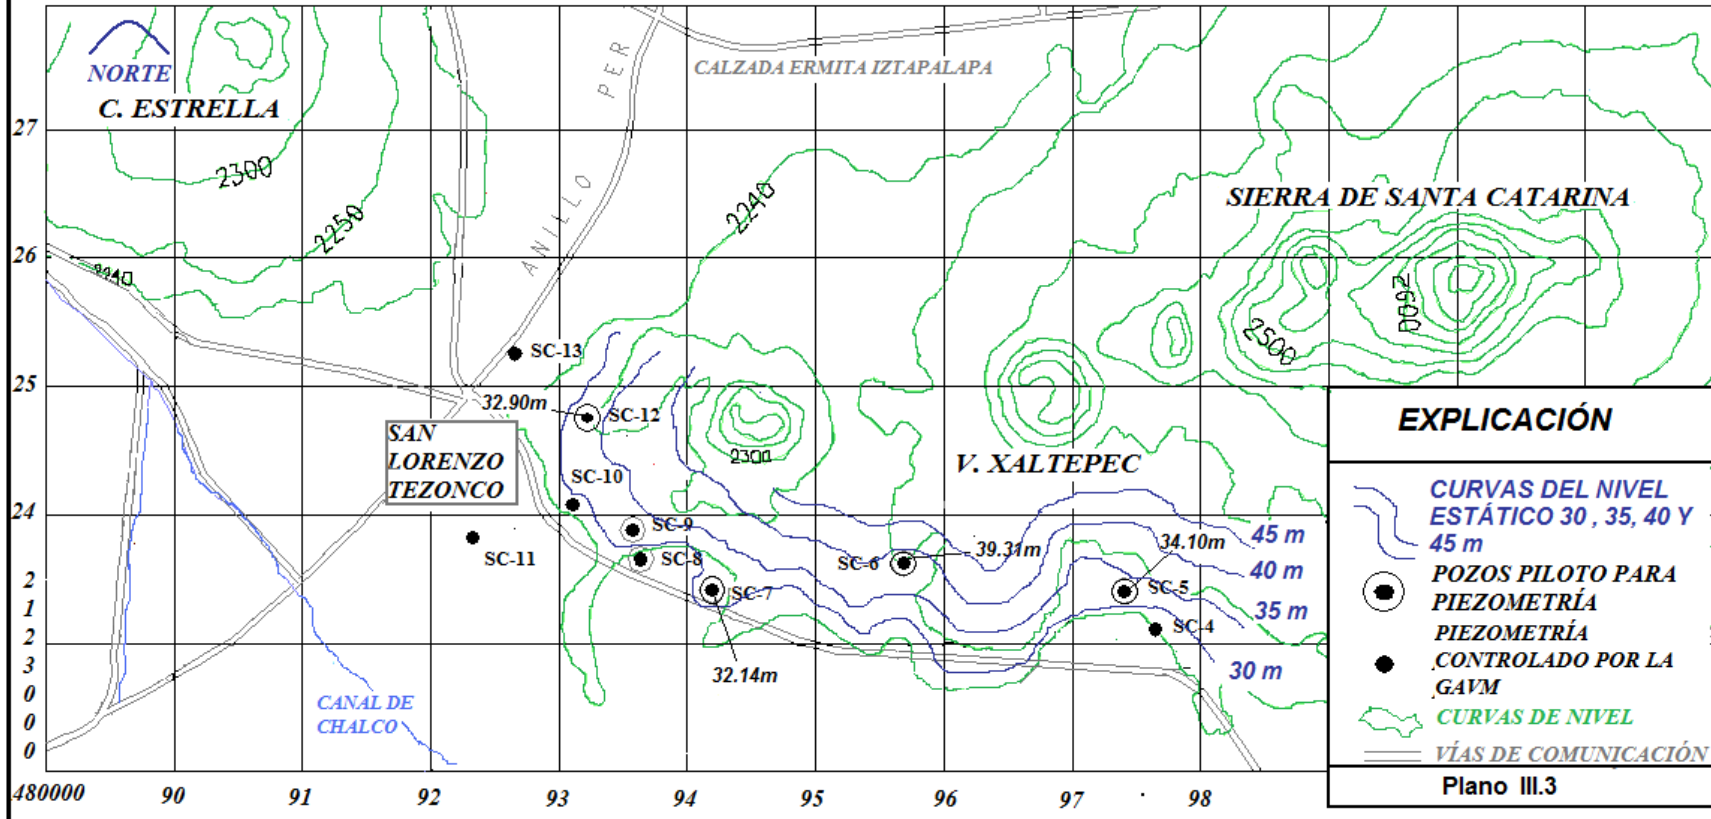 NORTE
C. ESTRELLA
CALZADA ERMITA IZTAPALAPA
ANILLO PER
27
2300
2250
2240
SIERRA DE SANTA CATARINA
26
2240
2500
2500
SC-13
25
32.90m
SC-12
SAN
LORENZO
TEZONCO
2300
V. XALTEPEC
SC-10
24
SC-9
SC-11
SC-8
SC-7
SC-6
39.31m
34.10m
SC-5
SC-4
45 m
40 m
35 m
30 m
32.14m
2
1
2
3
0
0
0
CANAL DE
CHALCO
480000
90
91
92
93
94
95
96
97
98
EXPLICACIÓN
CURVAS DEL NIVEL
ESTÁTICO 30 , 35, 40 Y
45 m
POZOS PILOTO PARA
PIEZOMETRÍA
PIEZOMETRÍA
CONTROLADO POR LA
GAVM
CURVAS DE NIVEL
VÍAS DE COMUNICACIÓN
Plano III.3